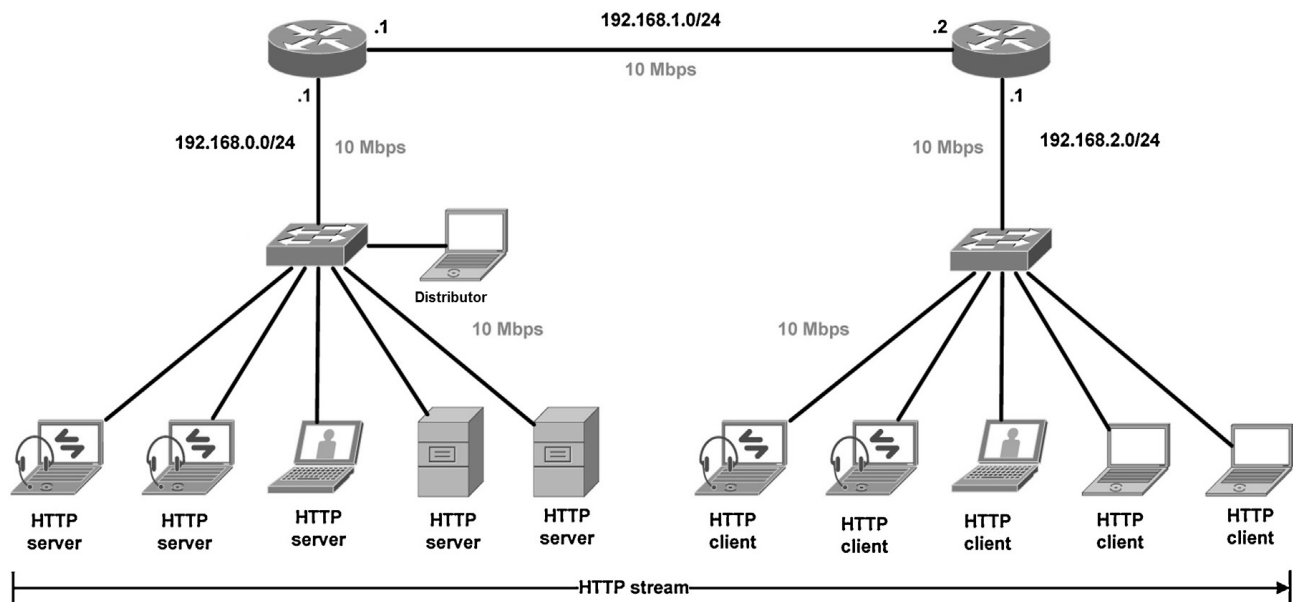 192.168.1.0/24
.1
.2
10 Mbps
.1
.1
192.168.0.0/24
10 Mbps
10 Mbps
192.168.2.0/24
Distributor
10 Mbps
10 Mbps
HTTP
server
HTTP
server
HTTP
server
HTTP
server
HTTP
server
HTTP
client
HTTP
client
HTTP
client
HTTP
client
HTTP
client
HTTP stream